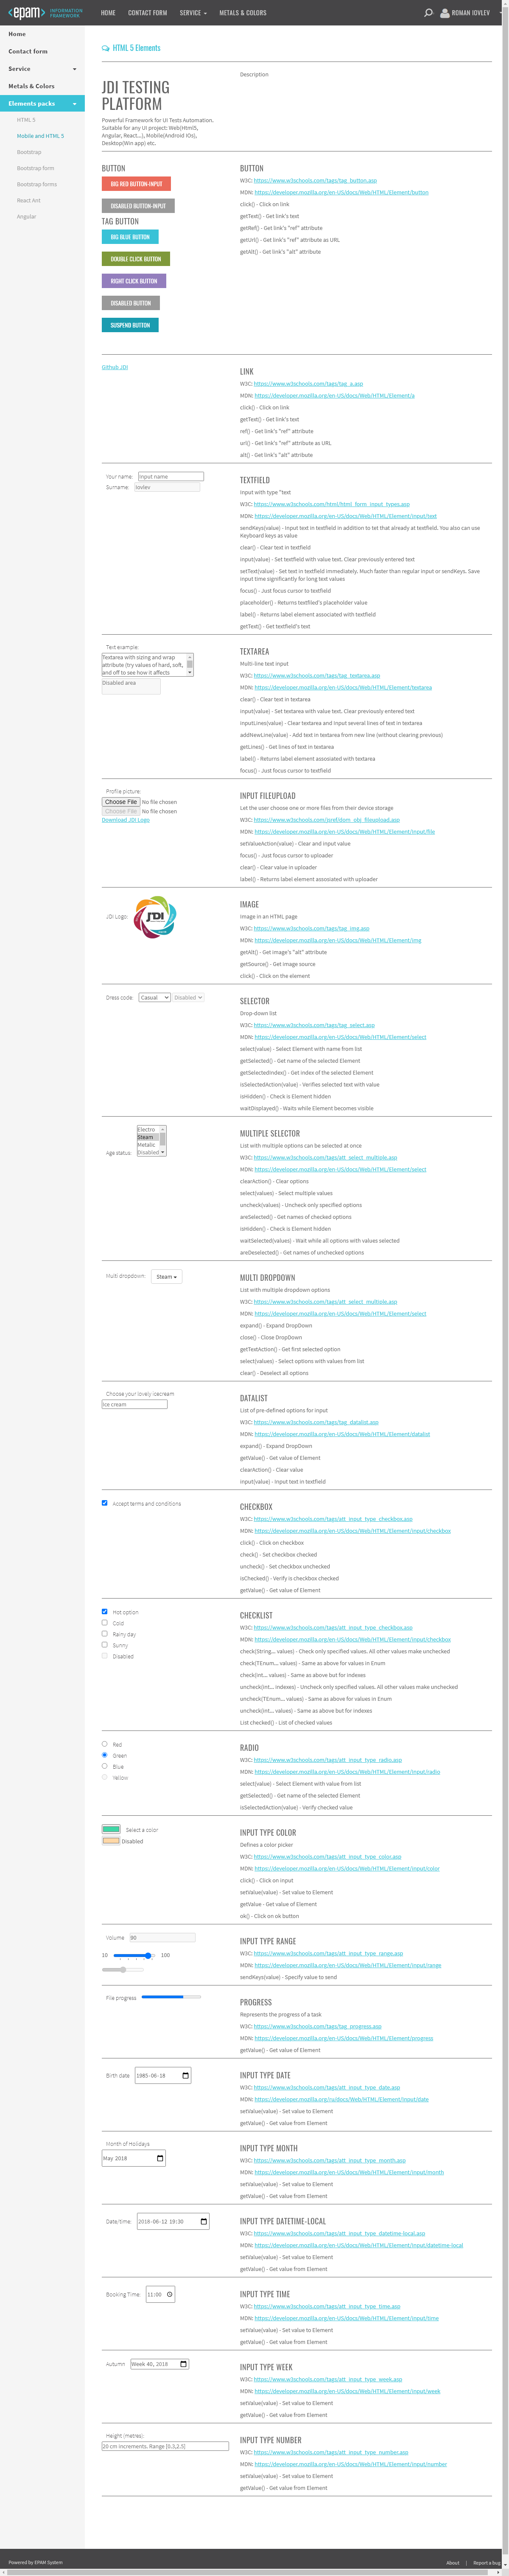 <epam> INFORMATION FRAMEWORK
HOME CONTACT FORM SERVICE METALS & COLORS ROMAN IOVLEV
Home
Contact form
Service
Metals & Colors
Elements packs
HTML 5
Mobile and HTML 5
Bootstrap
Bootstrap form
Bootstrap forms
React Ant
Angular
HTML 5 Elements
JDI TESTING PLATFORM
Powerful Framework for UI Tests Automation.
Suitable for any UI project: Web(Html5,
Angular, React...), Mobile(Android iOs),
Desktop(Win app) etc.
Description
BUTTON
BIG RED BUTTON-INPUT
DISABLED BUTTON-INPUT
TAG BUTTON
BIG BLUE BUTTON
DOUBLE CLICK BUTTON
RIGHT CLICK BUTTON
DISABLED BUTTON
SUSPEND BUTTON
BUTTON
W3C: https://www.w3schools.com/tags/tag_button.asp
MDN: https://developer.mozilla.org/en-US/docs/Web/HTML/Element/button
click() - Click on link
getText() - Get link's text
getRef() - Get link's "ref" attribute
getUrl() - Get link's "ref" attribute as URL
getAlt() - Get link's "alt" attribute
Github JDI
LINK
W3C: https://www.w3schools.com/tags/tag_a.asp
MDN: https://developer.mozilla.org/en-US/docs/Web/HTML/Element/a
click() - Click on link
getText() - Get link's text
ref() - Get link's "ref" attribute
url() - Get link's "ref" attribute as URL
alt() - Get link's "alt" attribute
Your name: Input name
Surname: Iovlev
TEXTFIELD
Input with type "text
W3C: https://www.w3schools.com/html/html_form_input_types.asp
MDN: https://developer.mozilla.org/en-US/docs/Web/HTML/Element/input/text
sendKeys(value) - Input text in textfield in addition to tet that already at textfield. You also can use
Keyboard keys as value
clear() - Clear text in textfield
input(value) - Set textfield with value text. Clear previously entered text
setText(value) - Set text in textfield immediately. Much faster than regular input or sendKeys. Save
input time significantly for long text values
focus() - Just focus cursor to textfield
placeholder() - Returns textfiled's placeholder value
label() - Returns label element associated with textfield
getText() - Get textfield's text
Text example:
Textarea with sizing and wrap
attribute (try values of hard, soft,
and off to see how it affects
Disabled area
TEXTAREA
Multi-line text input
W3C: https://www.w3schools.com/tags/tag_textarea.asp
MDN: https://developer.mozilla.org/en-US/docs/Web/HTML/Element/textarea
clear() - Clear text in textarea
input(value) - Set textarea with value text. Clear previously entered text
inputLines(value) - Clear textarea and input several lines of text in textarea
addNewLine(value) - Add text in textarea from new line (without clearing previous)
getLines() - Get lines of text in textarea
label() - Returns label element assosiated with textarea
focus() - Just focus cursor to textfield
Profile picture:
Choose File No file chosen
Choose File No file chosen
Download JDI Logo
INPUT FILEUPLOAD
Let the user choose one or more files from their device storage
W3C: https://www.w3schools.com/jsref/dom_obj_fileupload.asp
MDN: https://developer.mozilla.org/en-US/docs/Web/HTML/Element/input/file
setValueAction(value) - Clear and input value
focus() - Just focus cursor to uploader
clear() - Clear value in uploader
label() - Returns label element assosiated with uploader
JDI Logo: JDI
IMAGE
Image in an HTML page
W3C: https://www.w3schools.com/tags/tag_img.asp
MDN: https://developer.mozilla.org/en-US/docs/Web/HTML/Element/img
getAlt() - Get image's "alt" attribute
getSource() - Get image source
click() - Click on the element
Dress code: Casual Disabled
SELECTOR
Drop-down list
W3C: https://www.w3schools.com/tags/tag_select.asp
MDN: https://developer.mozilla.org/en-US/docs/Web/HTML/Element/select
select(value) - Select Element with name from list
getSelected() - Get name of the selected Element
getSelectedIndex() - Get index of the selected Element
isSelectedAction(value) - Verifies selected text with value
isHidden() - Check is Element hidden
waitDisplayed() - Waits while Element becomes visible
Age status:
Electro
Steam
Metalic
Disabled
MULTIPLE SELECTOR
List with multiple options can be selected at once
W3C: https://www.w3schools.com/tags/att_select_multiple.asp
MDN: https://developer.mozilla.org/en-US/docs/Web/HTML/Element/select
clearAction() - Clear options
select(values) - Select multiple values
uncheck(values) - Uncheck only specified options
areSelected() - Get names of checked options
isHidden() - Check is Element hidden
waitSelected(values) - Wait while all options with values selected
areDeselected() - Get names of unchecked options
Multi dropdown: Steam
MULTI DROPDOWN
List with multiple dropdown options
W3C: https://www.w3schools.com/tags/att_select_multiple.asp
MDN: https://developer.mozilla.org/en-US/docs/Web/HTML/Element/select
expand() - Expand DropDown
close() - Close DropDown
getTextAction() - Get first selected option
select(values) - Select options with values from list
clear() - Deselect all options
Choose your lovely icecream
Ice cream
DATALIST
List of pre-defined options for input
W3C: https://www.w3schools.com/tags/tag_datalist.asp
MDN: https://developer.mozilla.org/en-US/docs/Web/HTML/Element/datalist
expand() - Expand DropDown
getValue() - Get value of Element
clearAction() - Clear value
input(value) - Input text in textfield
Accept terms and conditions
CHECKBOX
W3C: https://www.w3schools.com/tags/att_input_type_checkbox.asp
MDN: https://developer.mozilla.org/en-US/docs/Web/HTML/Element/input/checkbox
click() - Click on checkbox
check() - Set checkbox checked
uncheck() - Set checkbox unchecked
isChecked() - Verify is checkbox checked
getValue() - Get value of Element
Hot option
Cold
Rainy day
Sunny
Disabled
CHECKLIST
W3C: https://www.w3schools.com/tags/att_input_type_checkbox.asp
MDN: https://developer.mozilla.org/en-US/docs/Web/HTML/Element/input/checkbox
check(String... values) - Check only specified values. All other values make unchecked
check(TEnum... values) - Same as above for values in Enum
check(int... values) - Same as above but for indexes
uncheck(int... indexes) - Uncheck only specified values. All other values make unchecked
uncheck(TEnum... values) - Same as above for values in Enum
uncheck(int... values) - Same as above but for indexes
List checked() - List of checked values
Red
Green
Blue
Yellow
RADIO
W3C: https://www.w3schools.com/tags/att_input_type_radio.asp
MDN: https://developer.mozilla.org/en-US/docs/Web/HTML/Element/input/radio
select(value) - Select Element with value from list
getSelected() - Get name of the selected Element
isSelectedAction(value) - Verify checked value
Select a color
Disabled
INPUT TYPE COLOR
Defines a color picker
W3C: https://www.w3schools.com/tags/att_input_type_color.asp
MDN: https://developer.mozilla.org/en-US/docs/Web/HTML/Element/input/color
click() - Click on input
setValue(value) - Set value to Element
getValue - Get value of Element
ok() - Click on ok button
Volume 90
10 100
INPUT TYPE RANGE
W3C: https://www.w3schools.com/tags/att_input_type_range.asp
MDN: https://developer.mozilla.org/en-US/docs/Web/HTML/Element/input/range
sendKeys(value) - Specify value to send
File progress
PROGRESS
Represents the progress of a task
W3C: https://www.w3schools.com/tags/tag_progress.asp
MDN: https://developer.mozilla.org/en-US/docs/Web/HTML/Element/progress
getValue() - Get value of Element
Birth date 1985-06-18
INPUT TYPE DATE
W3C: https://www.w3schools.com/tags/att_input_type_date.asp
MDN: https://developer.mozilla.org/ru/docs/Web/HTML/Element/Input/date
setValue(value) - Set value to Element
getValue() - Get value from Element
Month of Holidays
May 2018
INPUT TYPE MONTH
W3C: https://www.w3schools.com/tags/att_input_type_month.asp
MDN: https://developer.mozilla.org/en-US/docs/Web/HTML/Element/input/month
setValue(value) - Set value to Element
getValue() - Get value from Element
Date/time: 2018-06-12 19:30
INPUT TYPE DATETIME-LOCAL
W3C: https://www.w3schools.com/tags/att_input_type_datetime-local.asp
MDN: https://developer.mozilla.org/en-US/docs/Web/HTML/Element/input/datetime-local
setValue(value) - Set value to Element
getValue() - Get value from Element
Booking Time: 11:00
INPUT TYPE TIME
W3C: https://www.w3schools.com/tags/att_input_type_time.asp
MDN: https://developer.mozilla.org/en-US/docs/Web/HTML/Element/input/time
setValue(value) - Set value to Element
getValue() - Get value from Element
Autumn Week 40, 2018
INPUT TYPE WEEK
W3C: https://www.w3schools.com/tags/att_input_type_week.asp
MDN: https://developer.mozilla.org/en-US/docs/Web/HTML/Element/input/week
setValue(value) - Set value to Element
getValue() - Get value from Element
Height (metres):
20 cm increments. Range [0.3,2.5]
INPUT TYPE NUMBER
W3C: https://www.w3schools.com/tags/att_input_type_number.asp
MDN: https://developer.mozilla.org/en-US/docs/Web/HTML/Element/input/number
setValue(value) - Set value to Element
getValue() - Get value from Element
Powered by EPAM System About | Report a bug